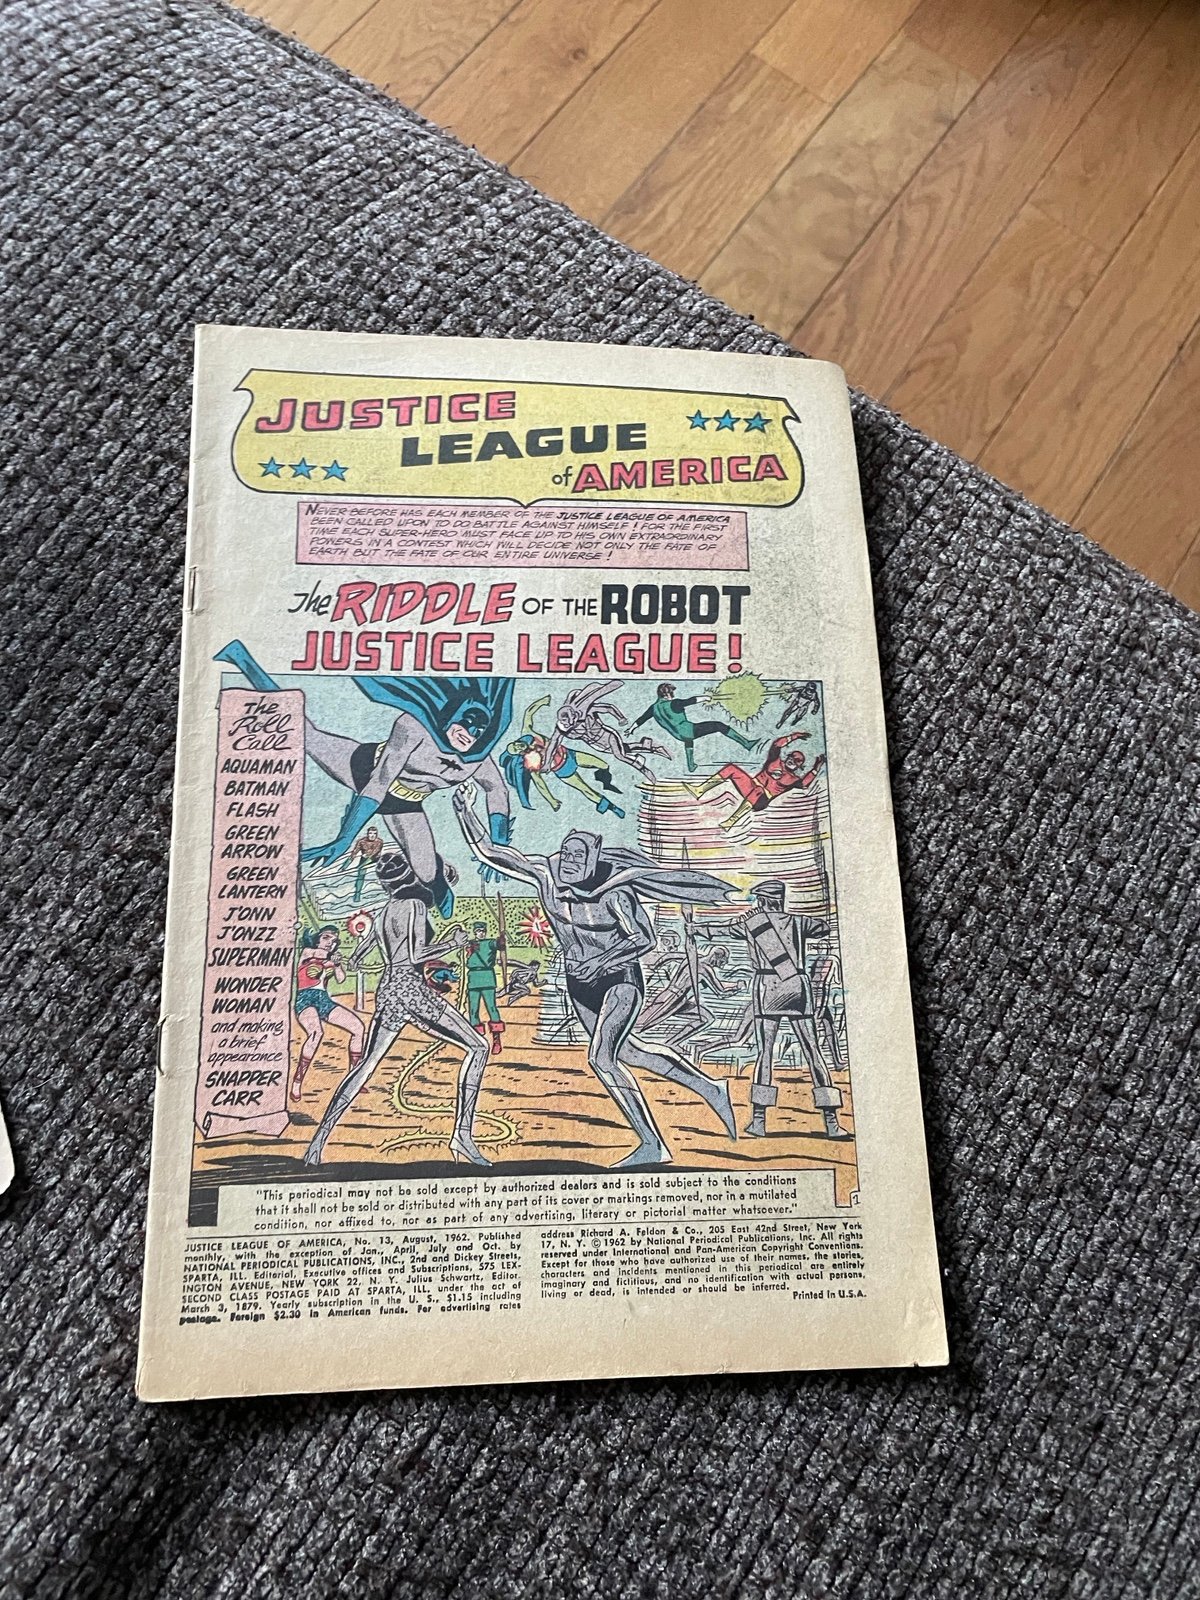 JUSTICE
LEAGUE
of AMERICA
NEVER BEFORE HAS EACH MEMBER OF THE JUSTICE LEAGUE OF AMERICA
BEEN CALLED UPON TO DO BATTLE AGAINST HIMSELF! FOR THE FIRST
TIME EACH SUPER-HERO MUST FACE UP TO HIS OWN EXTRAORDINARY
POWERS IN A CONTEST WHICH WILL DECIDE NOT ONLY THE FATE OF
EARTH BUT THE FATE OF OUR ENTIRE UNIVERSE!
The RIDDLE OF THE ROBOT
JUSTICE LEAGUE!
The
Roll
Call
AQUAMAN
BATMAN
FLASH
GREEN
ARROW
GREEN
LANTERN
J'ONN
J'ONZZ
SUPERMAN
WONDER
WOMAN
and making
a brief
appearance
SNAPPER
CARR
1
"This periodical may not be sold except by authorized dealers and is sold subject to the conditions
that it shall not be sold or distributed with any part of its cover or markings removed, nor in a mutilated
condition, nor affixed to, nor as part of any advertising, literary or pictorial matter whatsoever."
JUSTICE LEAGUE OF AMERICA, No. 13, August, 1962. Published
monthly, with the exception of Jan., April, July and Oct. by
NATIONAL PERIODICAL PUBLICATIONS, INC., 2nd and Dickey Streets,
SPARTA, ILL. Editorial, Executive offices and Subscriptions, 575 LEX-
INGTON AVENUE, NEW YORK 22, N. Y. Julius Schwartz, Editor.
SECOND CLASS POSTAGE PAID AT SPARTA, ILL. under the act of
March 3, 1879. Yearly subscription in the U. S., $1.15 including
postage. Foreign $2.30 in American funds. For advertising rates
address Richard A. Feldon & Co., 205 East 42nd Street, New York
17, N. Y. © 1962 by National Periodical Publications, Inc. All rights
reserved under International and Pan-American Copyright Conventions.
Except for those who have authorized use of their names, the stories,
characters and incidents mentioned in this periodical are entirely
imaginary and fictitious, and no identification with actual persons,
living or dead, is intended or should be inferred.
Printed in U.S.A.